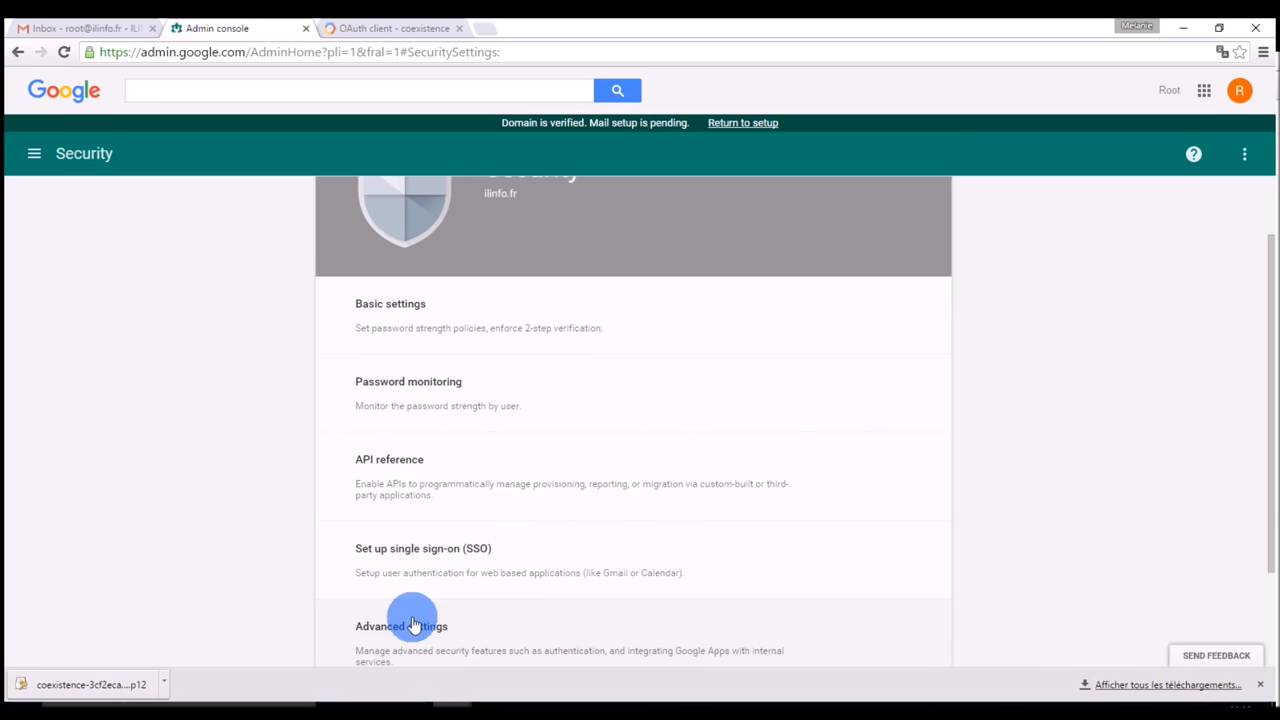 Inbox - root@ilinfo.fr - ILI
Admin console
OAuth client - coexistence
Melanie
https://admin.google.com/AdminHome?pli=1&fral=1#SecuritySettings:
Google
Root
R
Domain is verified. Mail setup is pending. Return to setup
Security
Security
ilinfo.fr
Basic settings
Set password strength policies, enforce 2-step verification.
Password monitoring
Monitor the password strength by user.
API reference
Enable APIs to programmatically manage provisioning, reporting, or migration via custom-built or third-
party applications.
Set up single sign-on (SSO)
Setup user authentication for web based applications (like Gmail or Calendar).
Advanced settings
Manage advanced security features such as authentication, and integrating Google Apps with internal
services.
SEND FEEDBACK
coexistence-3cf2eca....p12
Afficher tous les téléchargements...